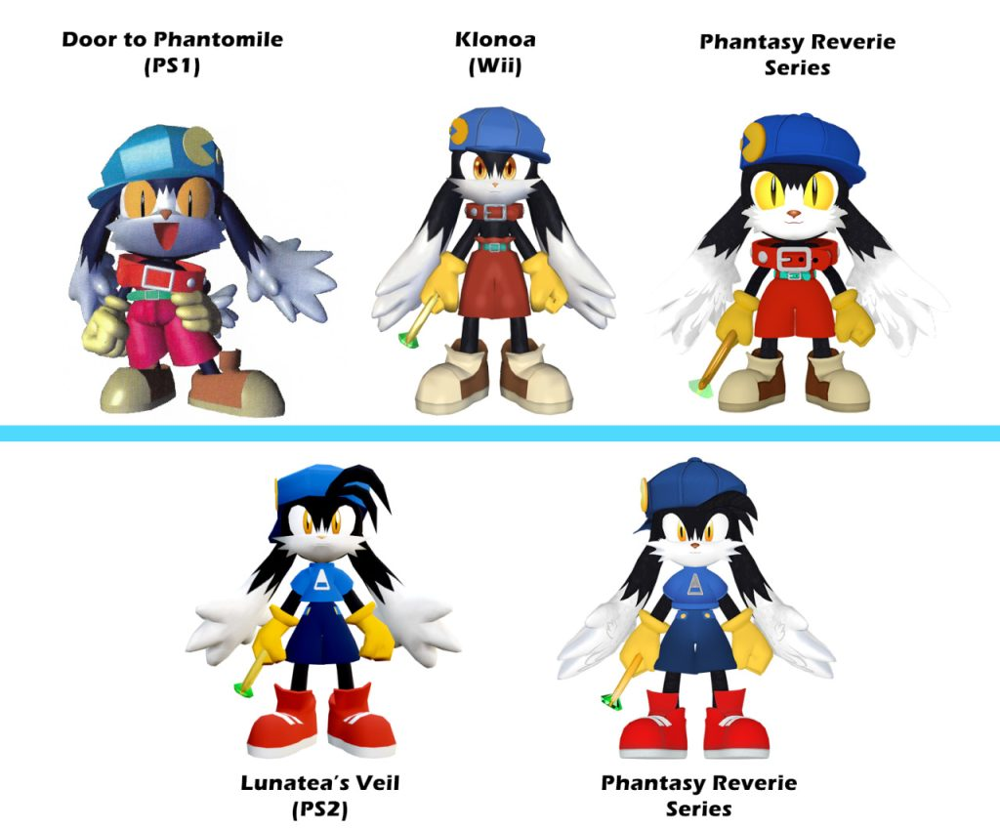 Door to Phantomile
(PS1)
Klonoa
(Wii)
Phantasy Reverie
Series
Lunatea's Veil
(PS2)
Phantasy Reverie
Series